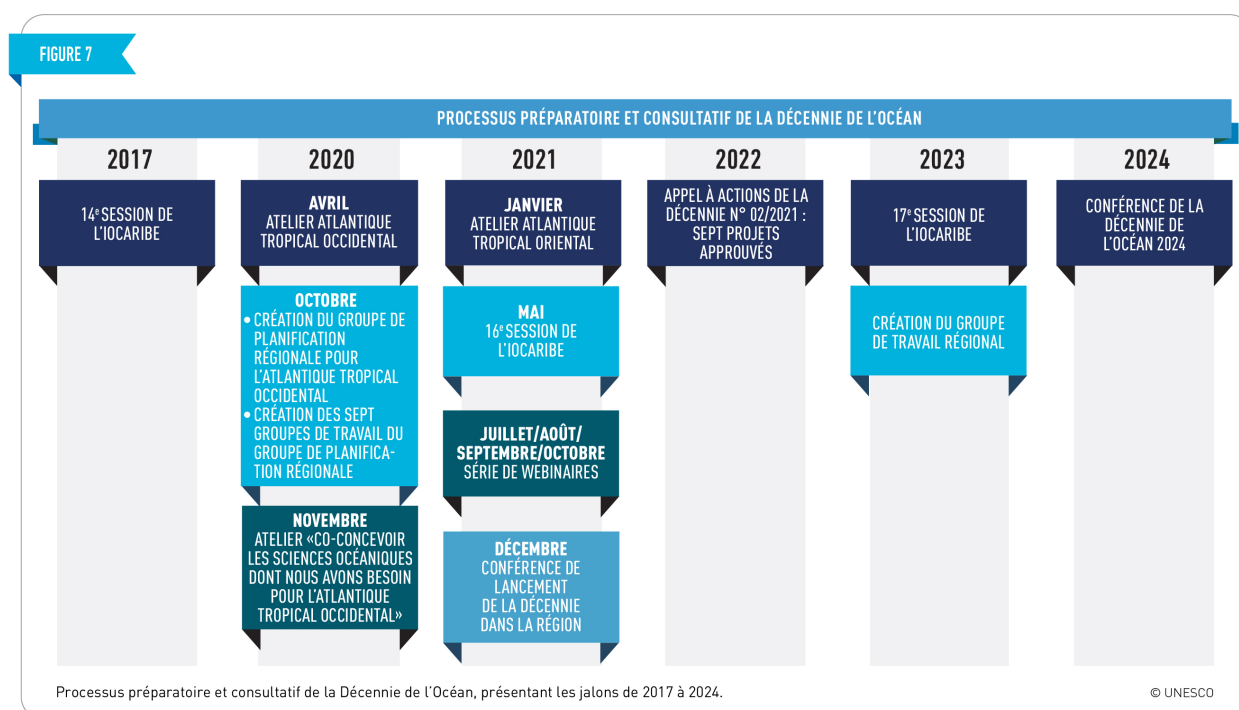 FIGURE 7
PROCESSUS PRÉPARATOIRE ET CONSULTATIF DE LA DÉCENNIE DE L'OCÉAN
2017
14e SESSION DE
L'IOCARIBE
2020
AVRIL
ATELIER ATLANTIQUE
TROPICAL OCCIDENTAL
OCTOBRE
• CRÉATION DU GROUPE DE
PLANIFICATION
RÉGIONALE POUR
L'ATLANTIQUE TROPICAL
OCCIDENTAL
• CRÉATION DES SEPT
GROUPES DE TRAVAIL DU
GROUPE DE PLANIFICA-
TION RÉGIONALE
NOVEMBRE
ATELIER «CO-CONCEVOIR
LES SCIENCES OCÉANIQUES
DONT NOUS AVONS BESOIN
POUR L'ATLANTIQUE
TROPICAL OCCIDENTAL»
2021
JANVIER
ATELIER ATLANTIQUE
TROPICAL ORIENTAL
MAI
16e SESSION DE
L'IOCARIBE
JUILLET/AOÛT/
SEPTEMBRE/OCTOBRE
SÉRIE DE WEBINAIRES
DÉCEMBRE
CONFÉRENCE DE
LANCEMENT
DE LA DÉCENNIE
DANS LA RÉGION
2022
APPEL À ACTIONS DE LA
DÉCENNIE N° 02/2021 :
SEPT PROJETS
APPROUVÉS
2023
17e SESSION DE
L'IOCARIBE
CRÉATION DU GROUPE
DE TRAVAIL RÉGIONAL
2024
CONFÉRENCE DE LA
DÉCENNIE DE
L'OCÉAN 2024
Processus préparatoire et consultatif de la Décennie de l'Océan, présentant les jalons de 2017 à 2024.
© UNESCO